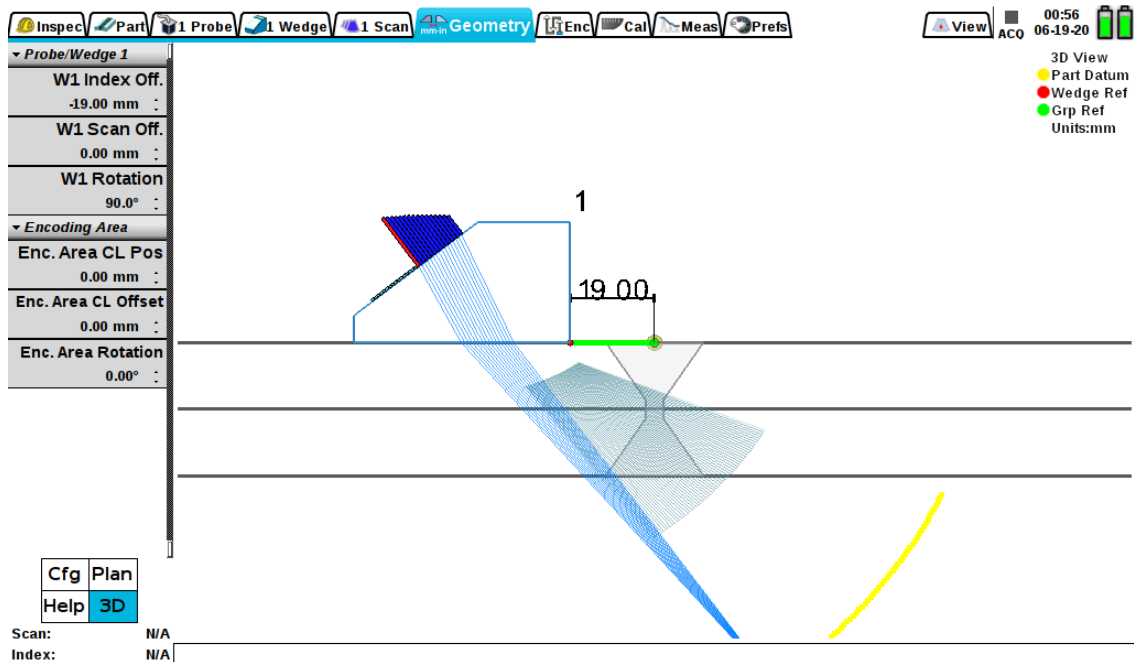 Inspec Part 1 Probe 1 Wedge 1 Scan mm-in Geometry Enc Cal Meas Prefs View ACQ 00:56
06-19-20
Probe/Wedge 1
W1 Index Off.
-19.00 mm
W1 Scan Off.
0.00 mm
W1 Rotation
90.0°
Encoding Area
Enc. Area CL Pos
0.00 mm
Enc. Area CL Offset
0.00 mm
Enc. Area Rotation
0.00°
3D View
Part Datum
Wedge Ref
Grp Ref
Units:mm
1
19.00
Cfg Plan
Help 3D
Scan: N/A
Index: N/A